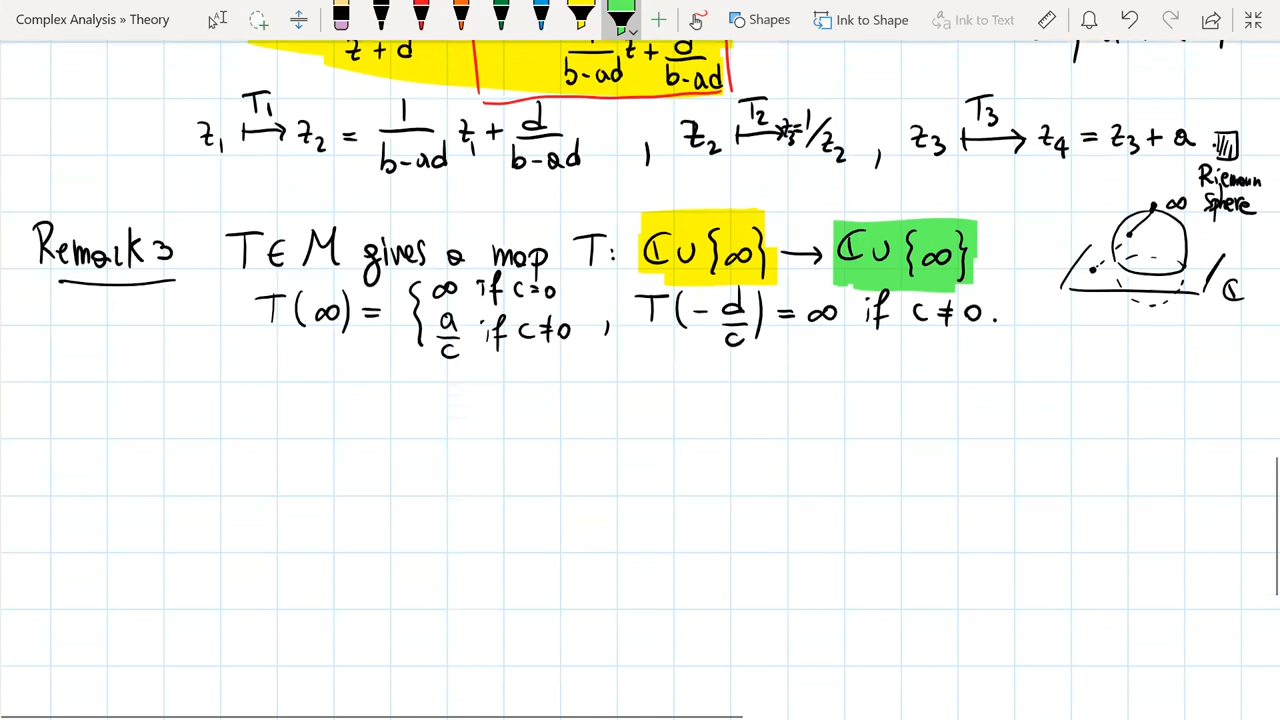 Complex Analysis » Theory
Shapes
Ink to Shape
Ink to Text
z + d
1/(b-ad) z + d/(b-ad)
z₁ ⟼ᵀ¹ z₂ = 1/(b-ad) z₁ + d/(b-ad) , z₂ ⟼ᵀ² z₃=1/z₂ , z₃ ⟼ᵀ³ z₄ = z₃ + a
Riemann
Sphere
∞
ℂ
Remark 3 T∈M gives a map T: ℂ∪{∞} → ℂ∪{∞}
T(∞) = { ∞ if c=0
a/c if c≠0 , T(-d/c) = ∞ if c≠0.